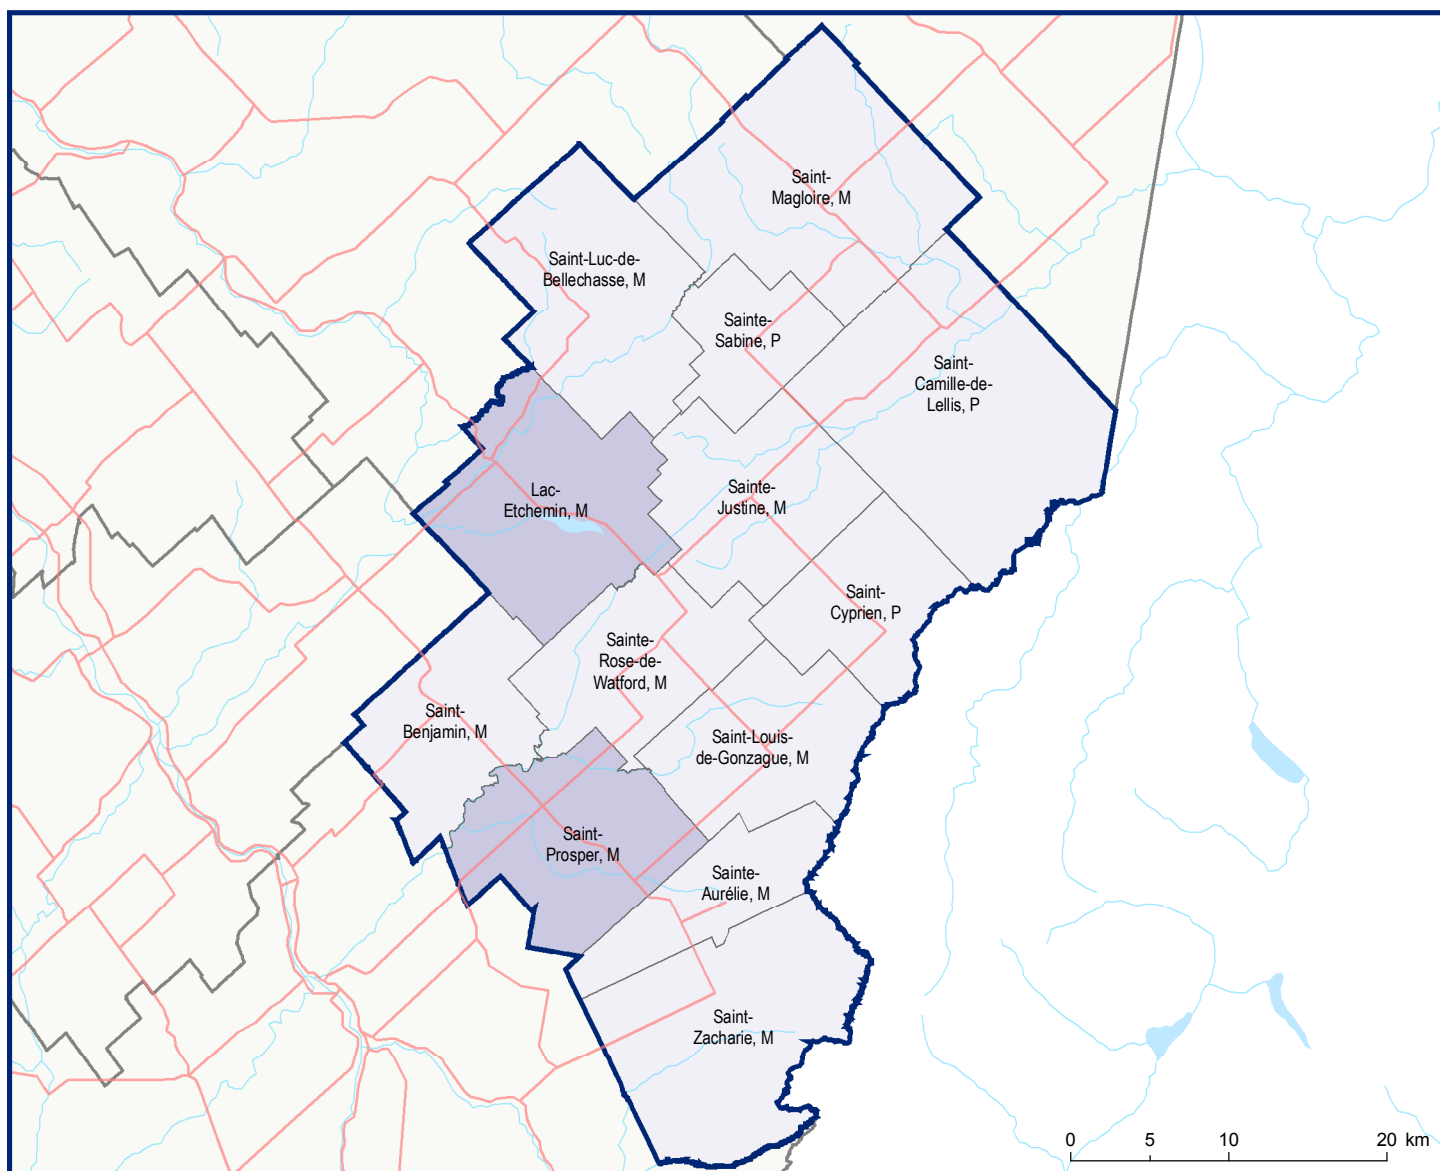 Saint-
Magloire, M
Saint-Luc-de-
Bellechasse, M
Sainte-
Sabine, P
Saint-
Camille-de-
Lellis, P
Lac-
Etchemin, M
Sainte-
Justine, M
Saint-
Cyprien, P
Sainte-
Rose-de-
Watford, M
Saint-
Benjamin, M
Saint-Louis-
de-Gonzague, M
Saint-
Prosper, M
Sainte-
Aurélie, M
Saint-
Zacharie, M
0 5 10 20 km